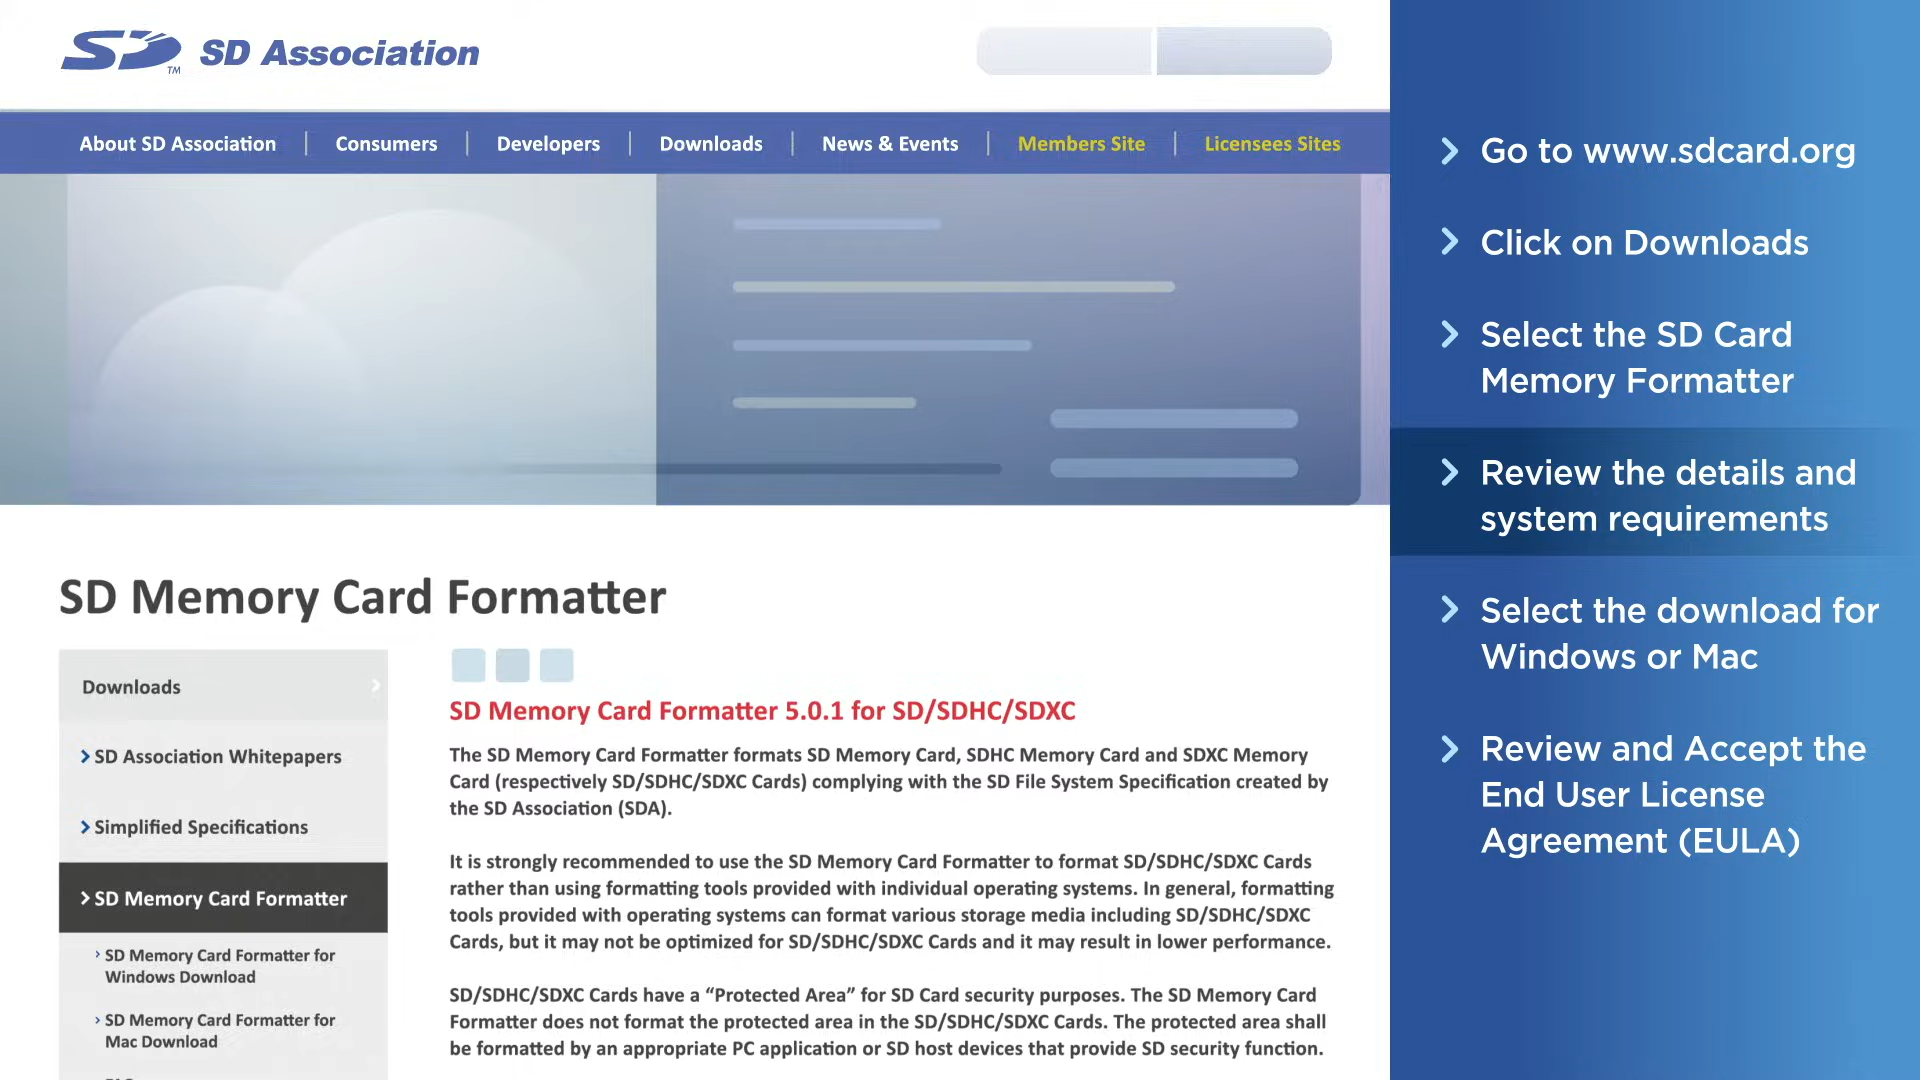 SD Association
TM
About SD Association
Consumers
Developers
Downloads
News & Events
Members Site
Licensees Sites
SD Memory Card Formatter
Downloads
SD Association Whitepapers
Simplified Specifications
SD Memory Card Formatter
SD Memory Card Formatter for
Windows Download
SD Memory Card Formatter for
Mac Download
SD Memory Card Formatter 5.0.1 for SD/SDHC/SDXC
The SD Memory Card Formatter formats SD Memory Card, SDHC Memory Card and SDXC Memory
Card (respectively SD/SDHC/SDXC Cards) complying with the SD File System Specification created by
the SD Association (SDA).
It is strongly recommended to use the SD Memory Card Formatter to format SD/SDHC/SDXC Cards
rather than using formatting tools provided with individual operating systems. In general, formatting
tools provided with operating systems can format various storage media including SD/SDHC/SDXC
Cards, but it may not be optimized for SD/SDHC/SDXC Cards and it may result in lower performance.
SD/SDHC/SDXC Cards have a “Protected Area” for SD Card security purposes. The SD Memory Card
Formatter does not format the protected area in the SD/SDHC/SDXC Cards. The protected area shall
be formatted by an appropriate PC application or SD host devices that provide SD security function.
Go to www.sdcard.org
Click on Downloads
Select the SD Card
Memory Formatter
Review the details and
system requirements
Select the download for
Windows or Mac
Review and Accept the
End User License
Agreement (EULA)